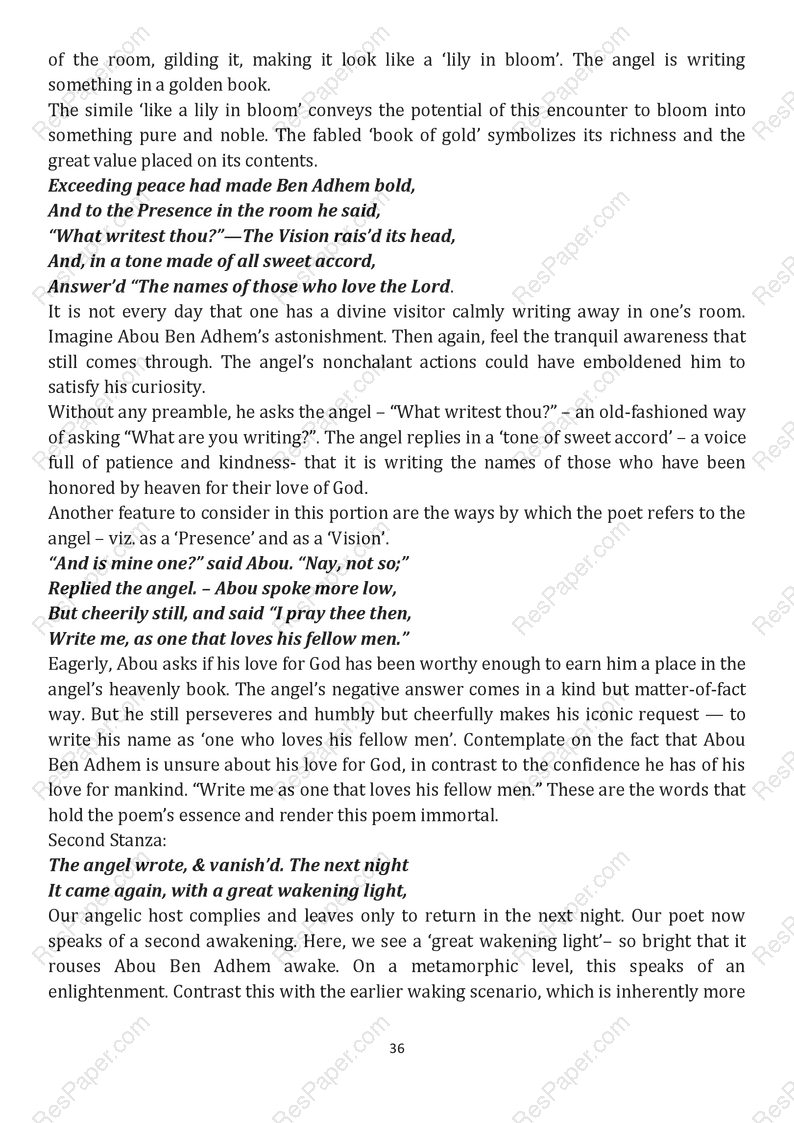 of the room, gilding it, making it look like a ‘lily in bloom’. The angel is writing
something in a golden book.
The simile ‘like a lily in bloom’ conveys the potential of this encounter to bloom into
something pure and noble. The fabled ‘book of gold’ symbolizes its richness and the
great value placed on its contents.
Exceeding peace had made Ben Adhem bold,
And to the Presence in the room he said,
“What writest thou?”—The Vision rais’d its head,
And, in a tone made of all sweet accord,
Answer’d “The names of those who love the Lord.
It is not every day that one has a divine visitor calmly writing away in one’s room.
Imagine Abou Ben Adhem’s astonishment. Then again, feel the tranquil awareness that
still comes through. The angel’s nonchalant actions could have emboldened him to
satisfy his curiosity.
Without any preamble, he asks the angel – “What writest thou?” – an old-fashioned way
of asking “What are you writing?”. The angel replies in a ‘tone of sweet accord’ – a voice
full of patience and kindness- that it is writing the names of those who have been
honored by heaven for their love of God.
Another feature to consider in this portion are the ways by which the poet refers to the
angel – viz. as a ‘Presence’ and as a ‘Vision’.
“And is mine one?” said Abou. “Nay, not so;”
Replied the angel. – Abou spoke more low,
But cheerily still, and said “I pray thee then,
Write me, as one that loves his fellow men.”
Eagerly, Abou asks if his love for God has been worthy enough to earn him a place in the
angel’s heavenly book. The angel’s negative answer comes in a kind but matter-of-fact
way. But he still perseveres and humbly but cheerfully makes his iconic request — to
write his name as ‘one who loves his fellow men’. Contemplate on the fact that Abou
Ben Adhem is unsure about his love for God, in contrast to the confidence he has of his
love for mankind. “Write me as one that loves his fellow men.” These are the words that
hold the poem’s essence and render this poem immortal.
Second Stanza:
The angel wrote, & vanish’d. The next night
It came again, with a great wakening light,
Our angelic host complies and leaves only to return in the next night. Our poet now
speaks of a second awakening. Here, we see a ‘great wakening light’– so bright that it
rouses Abou Ben Adhem awake. On a metamorphic level, this speaks of an
enlightenment. Contrast this with the earlier waking scenario, which is inherently more
36